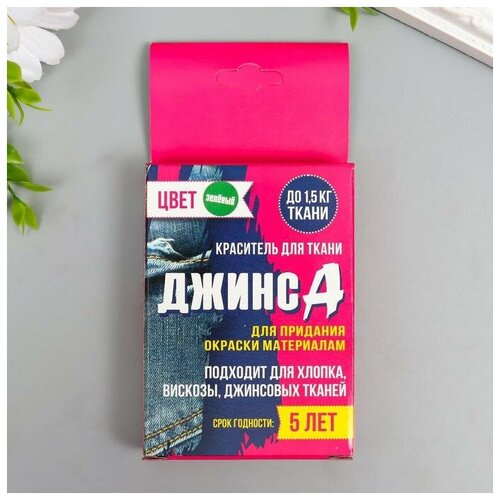 ЦВЕТ зелёный
ДО 1,5 КГ
ТКАНИ
КРАСИТЕЛЬ ДЛЯ ТКАНИ
ДЖИНСА
ДЛЯ ПРИДАНИЯ
ОКРАСКИ МАТЕРИАЛАМ
ПОДХОДИТ ДЛЯ ХЛОПКА,
ВИСКОЗЫ, ДЖИНСОВЫХ ТКАНЕЙ
СРОК ГОДНОСТИ: 5 ЛЕТ